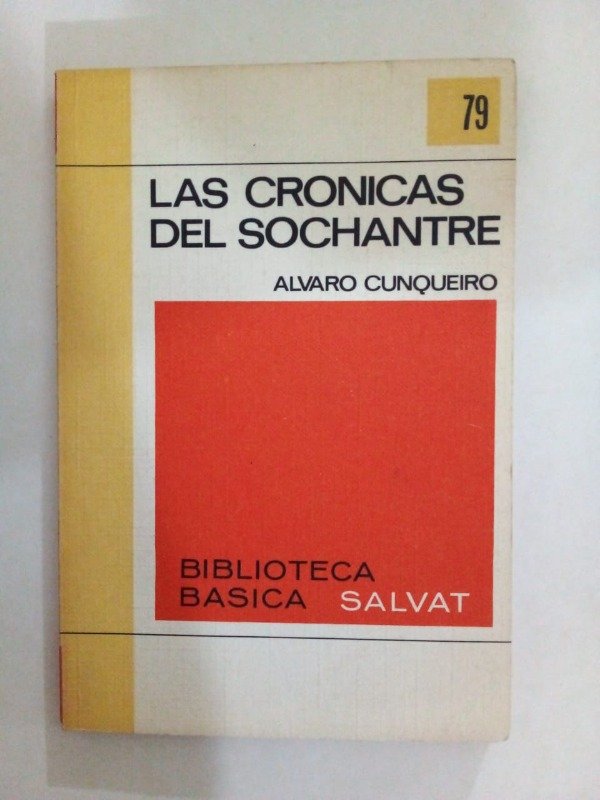 79
LAS CRONICAS
DEL SOCHANTRE
ALVARO CUNQUEIRO
BIBLIOTECA
BASICA SALVAT